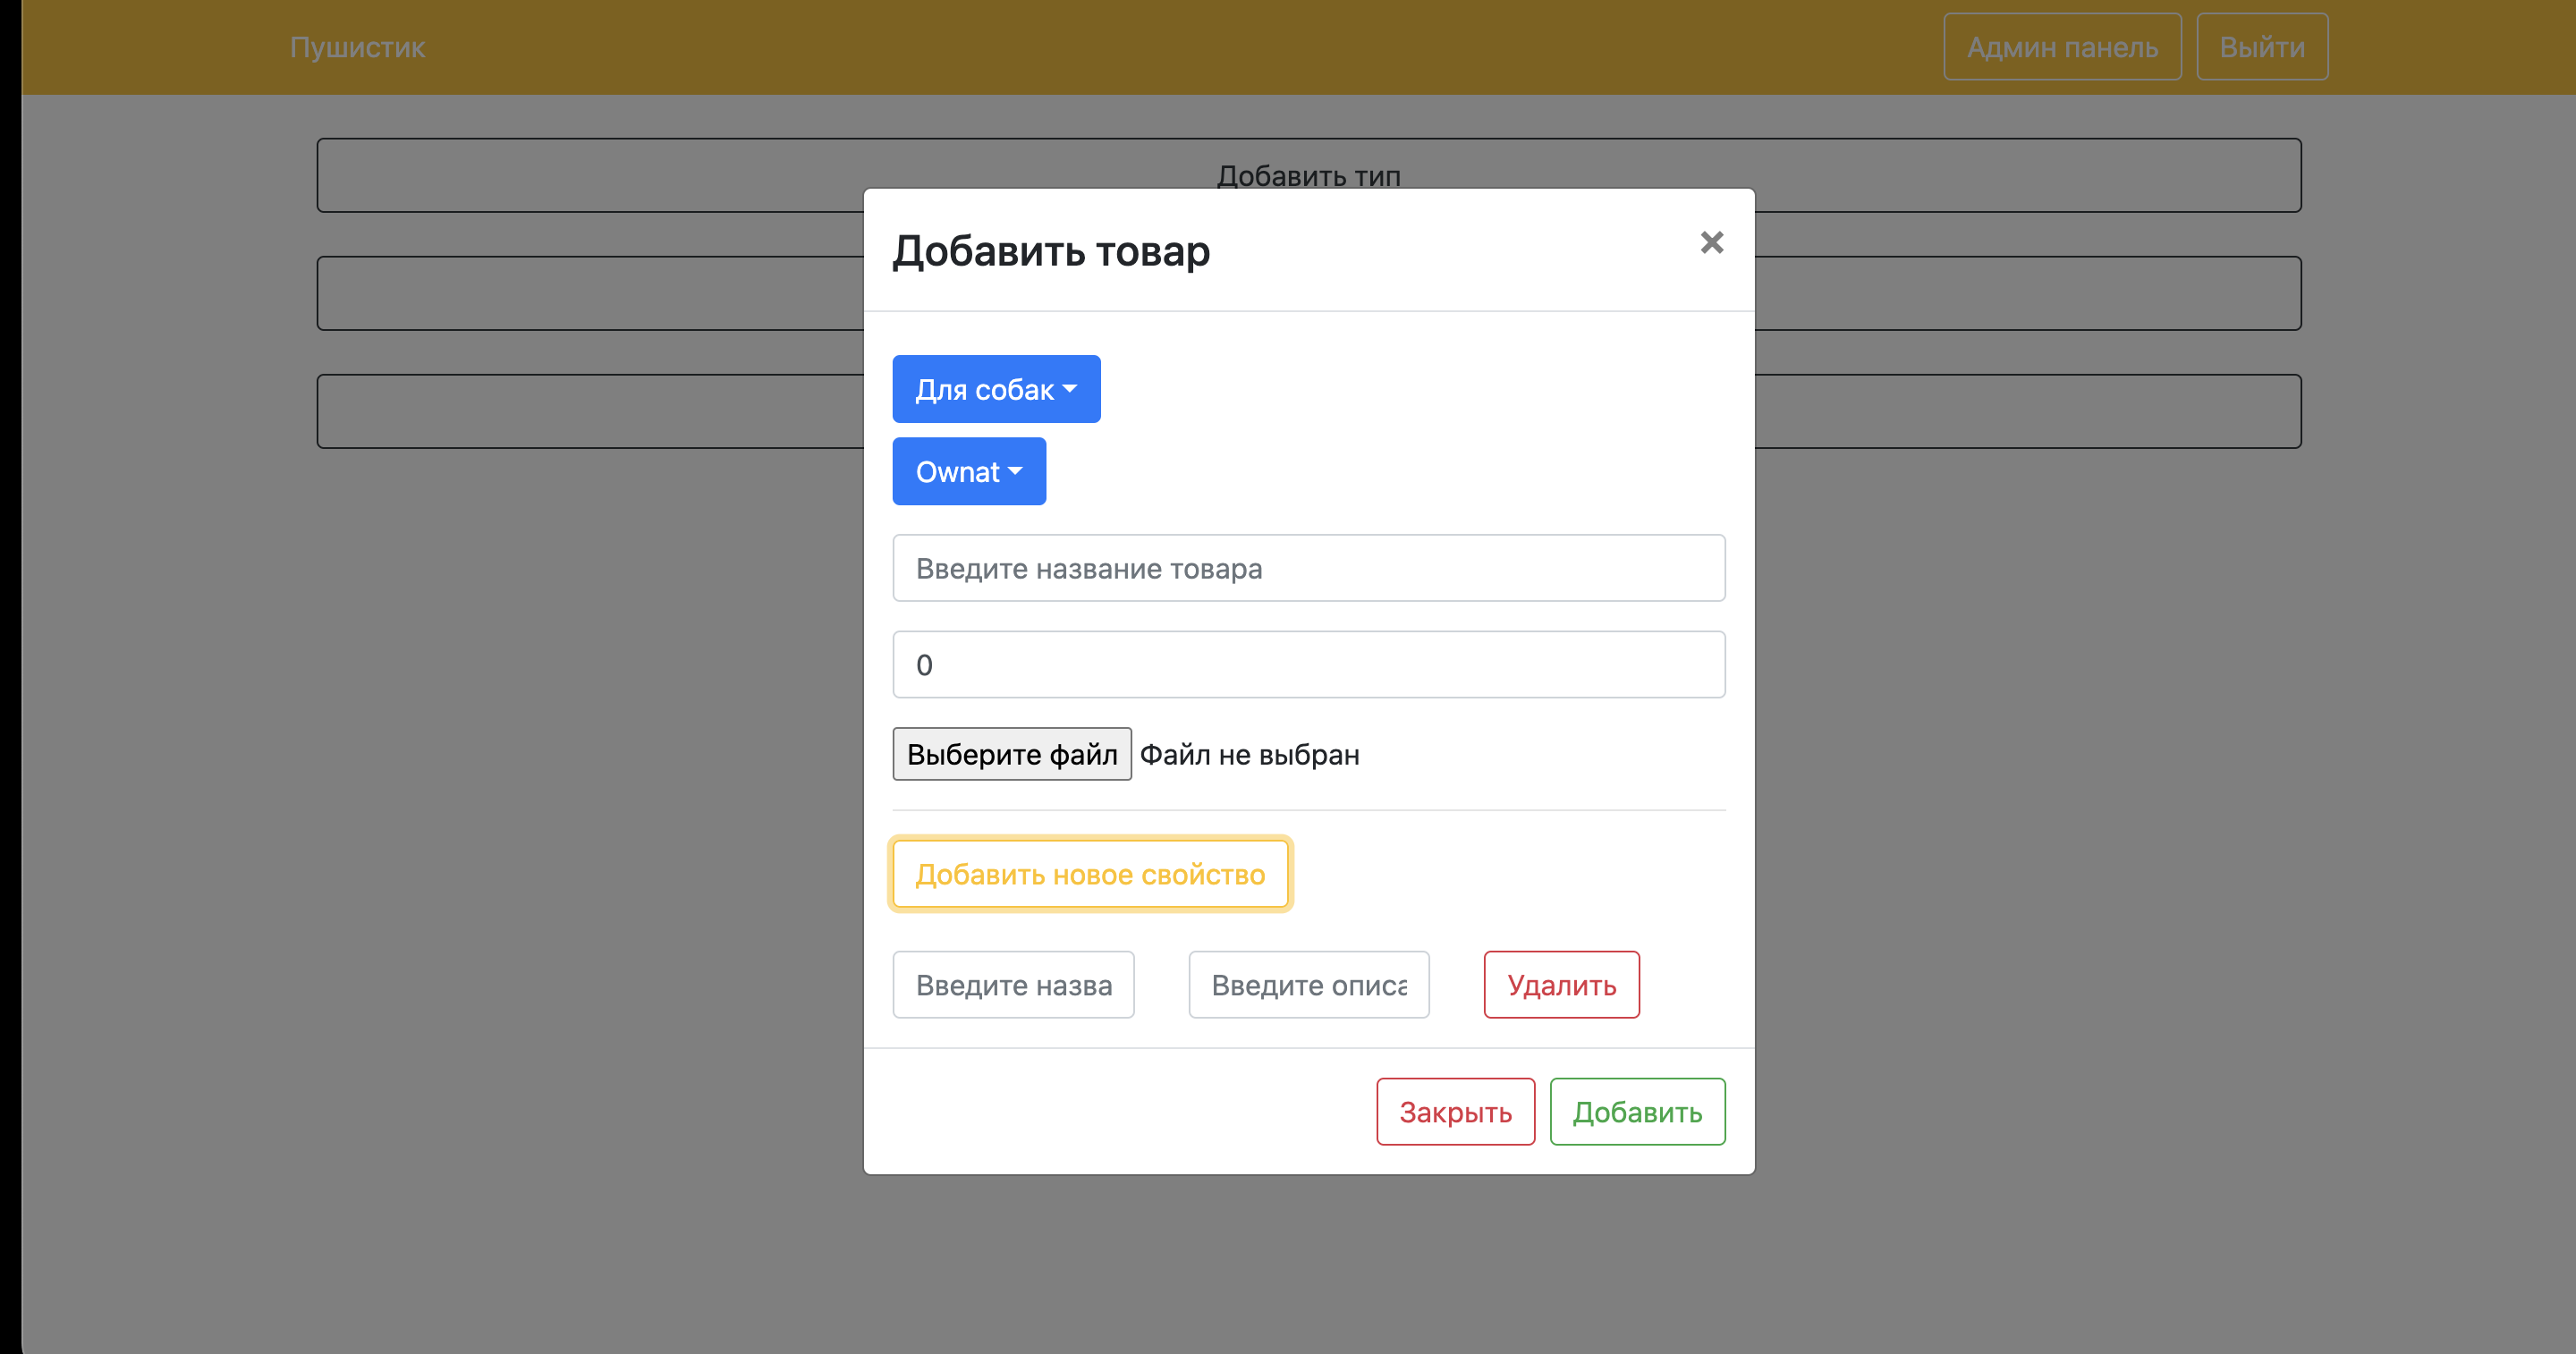 Пушистик
Админ панель
Выйти
Добавить тип
Добавить товар
×
Для собак
Ownat
Введите название товара
0
Выберите файл Файл не выбран
Добавить новое свойство
Введите назва
Введите описа
Удалить
Закрыть
Добавить